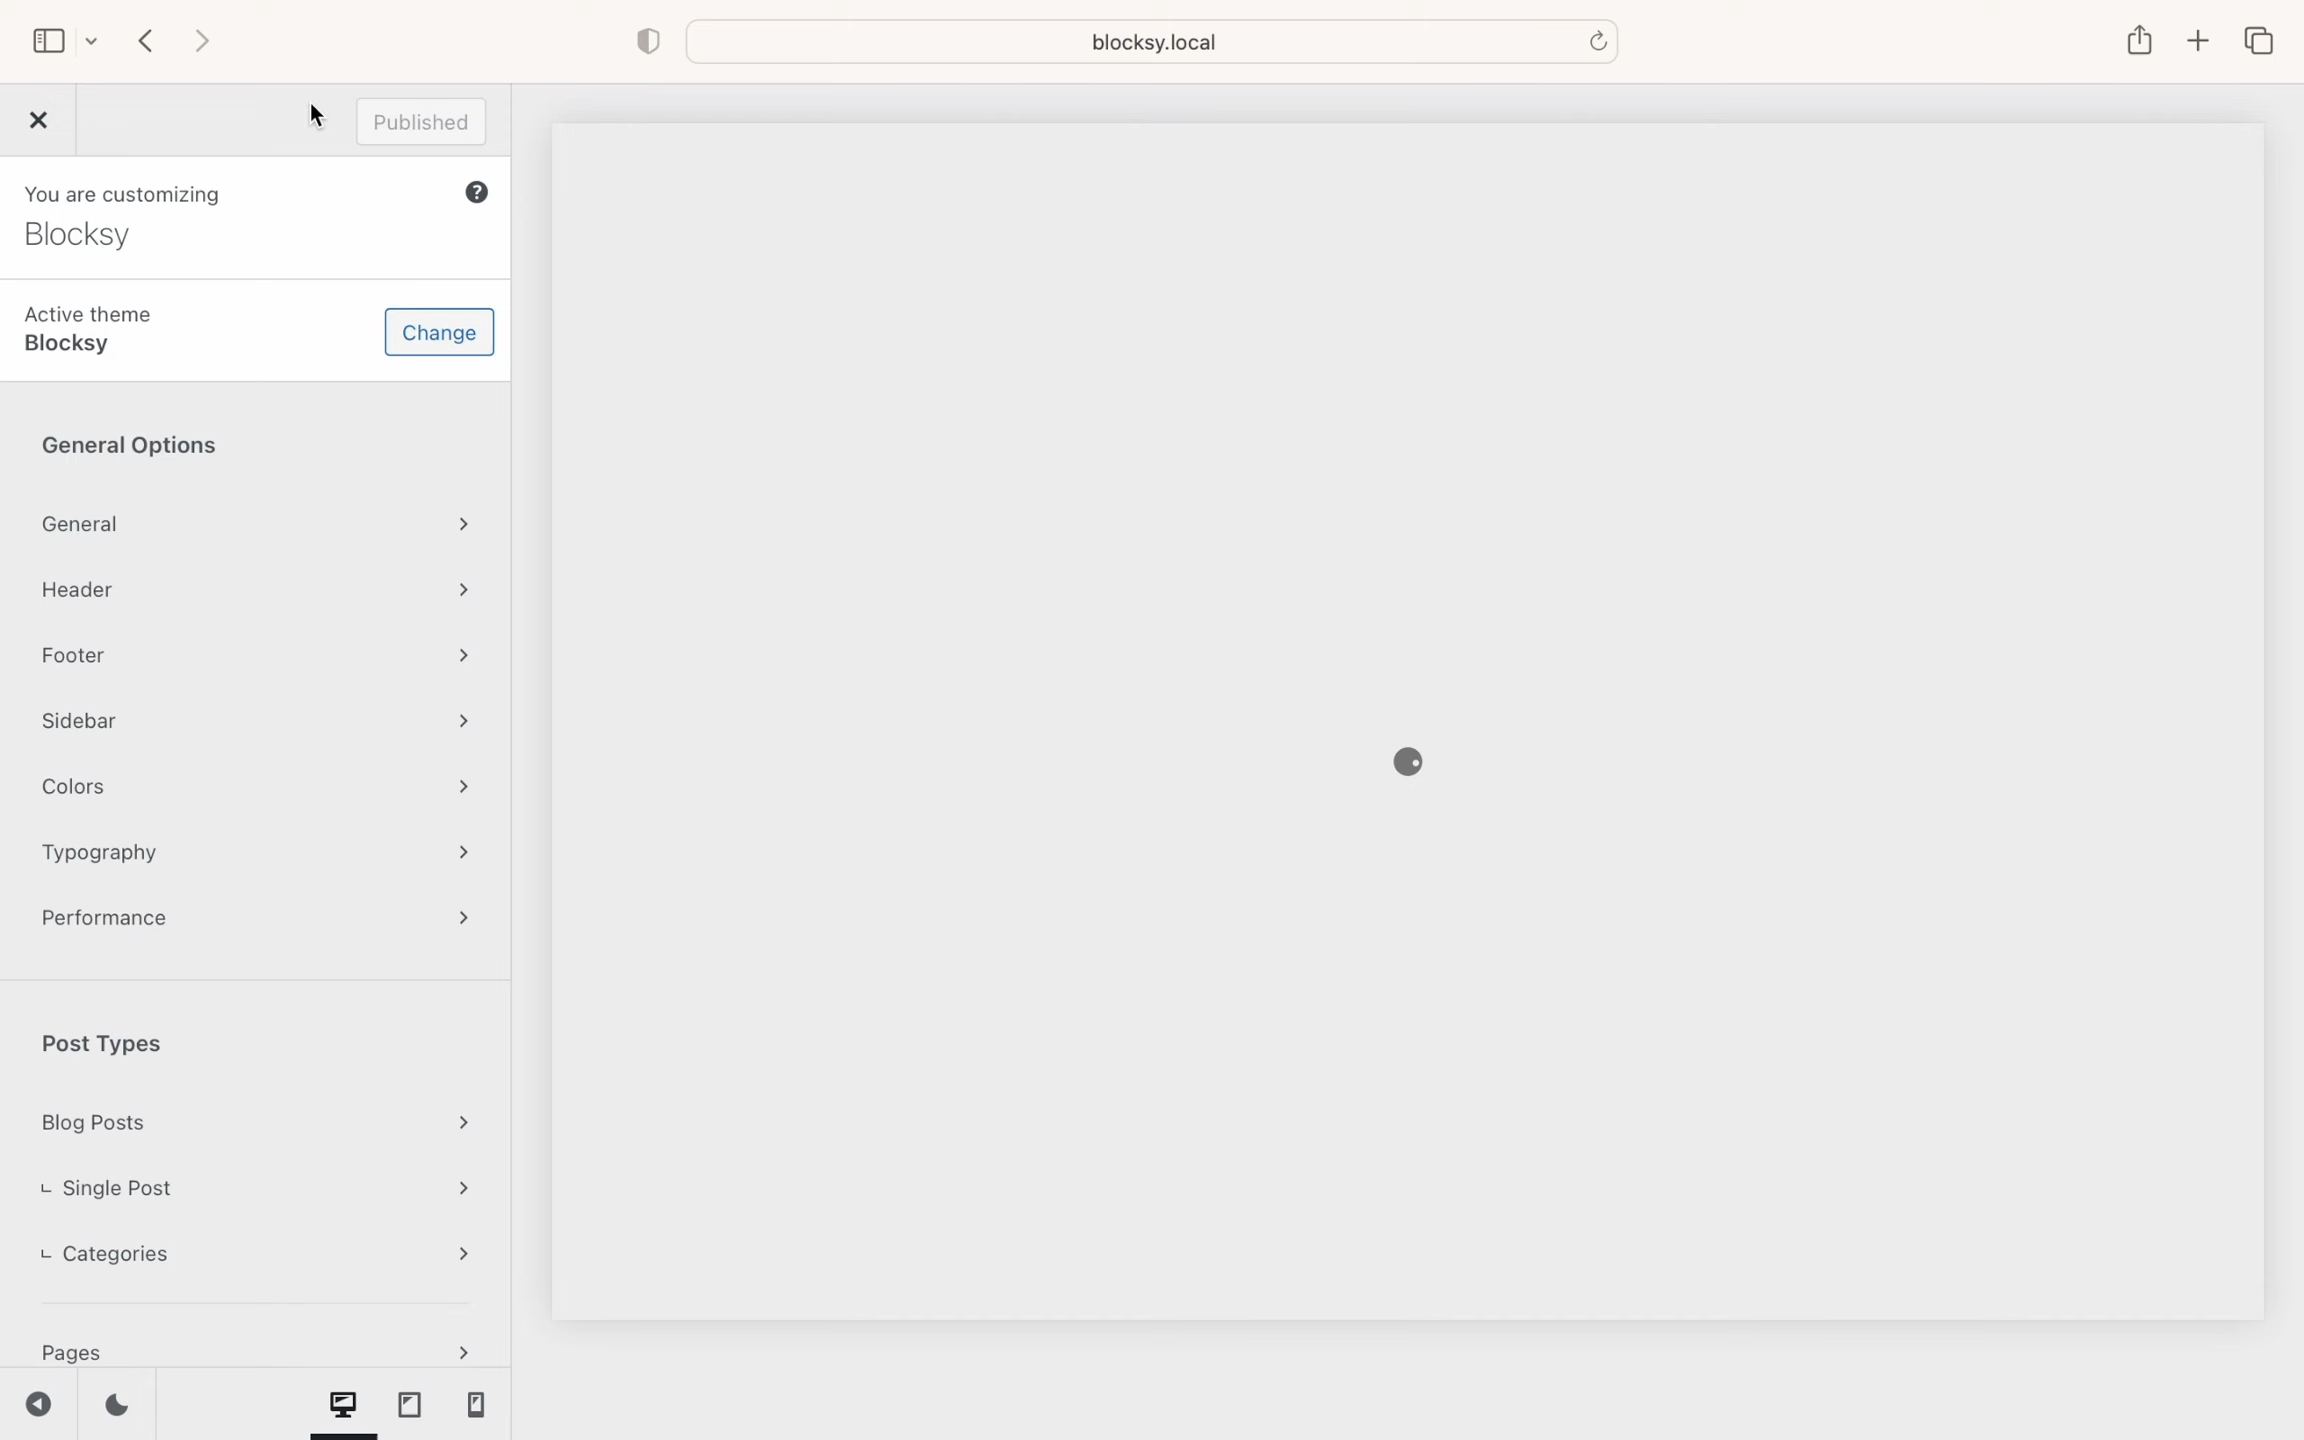 blocksy.local
Published
You are customizing
Blocksy
Active theme
Blocksy
Change
General Options
General
Header
Footer
Sidebar
Colors
Typography
Performance
Post Types
Blog Posts
Single Post
Categories
Pages